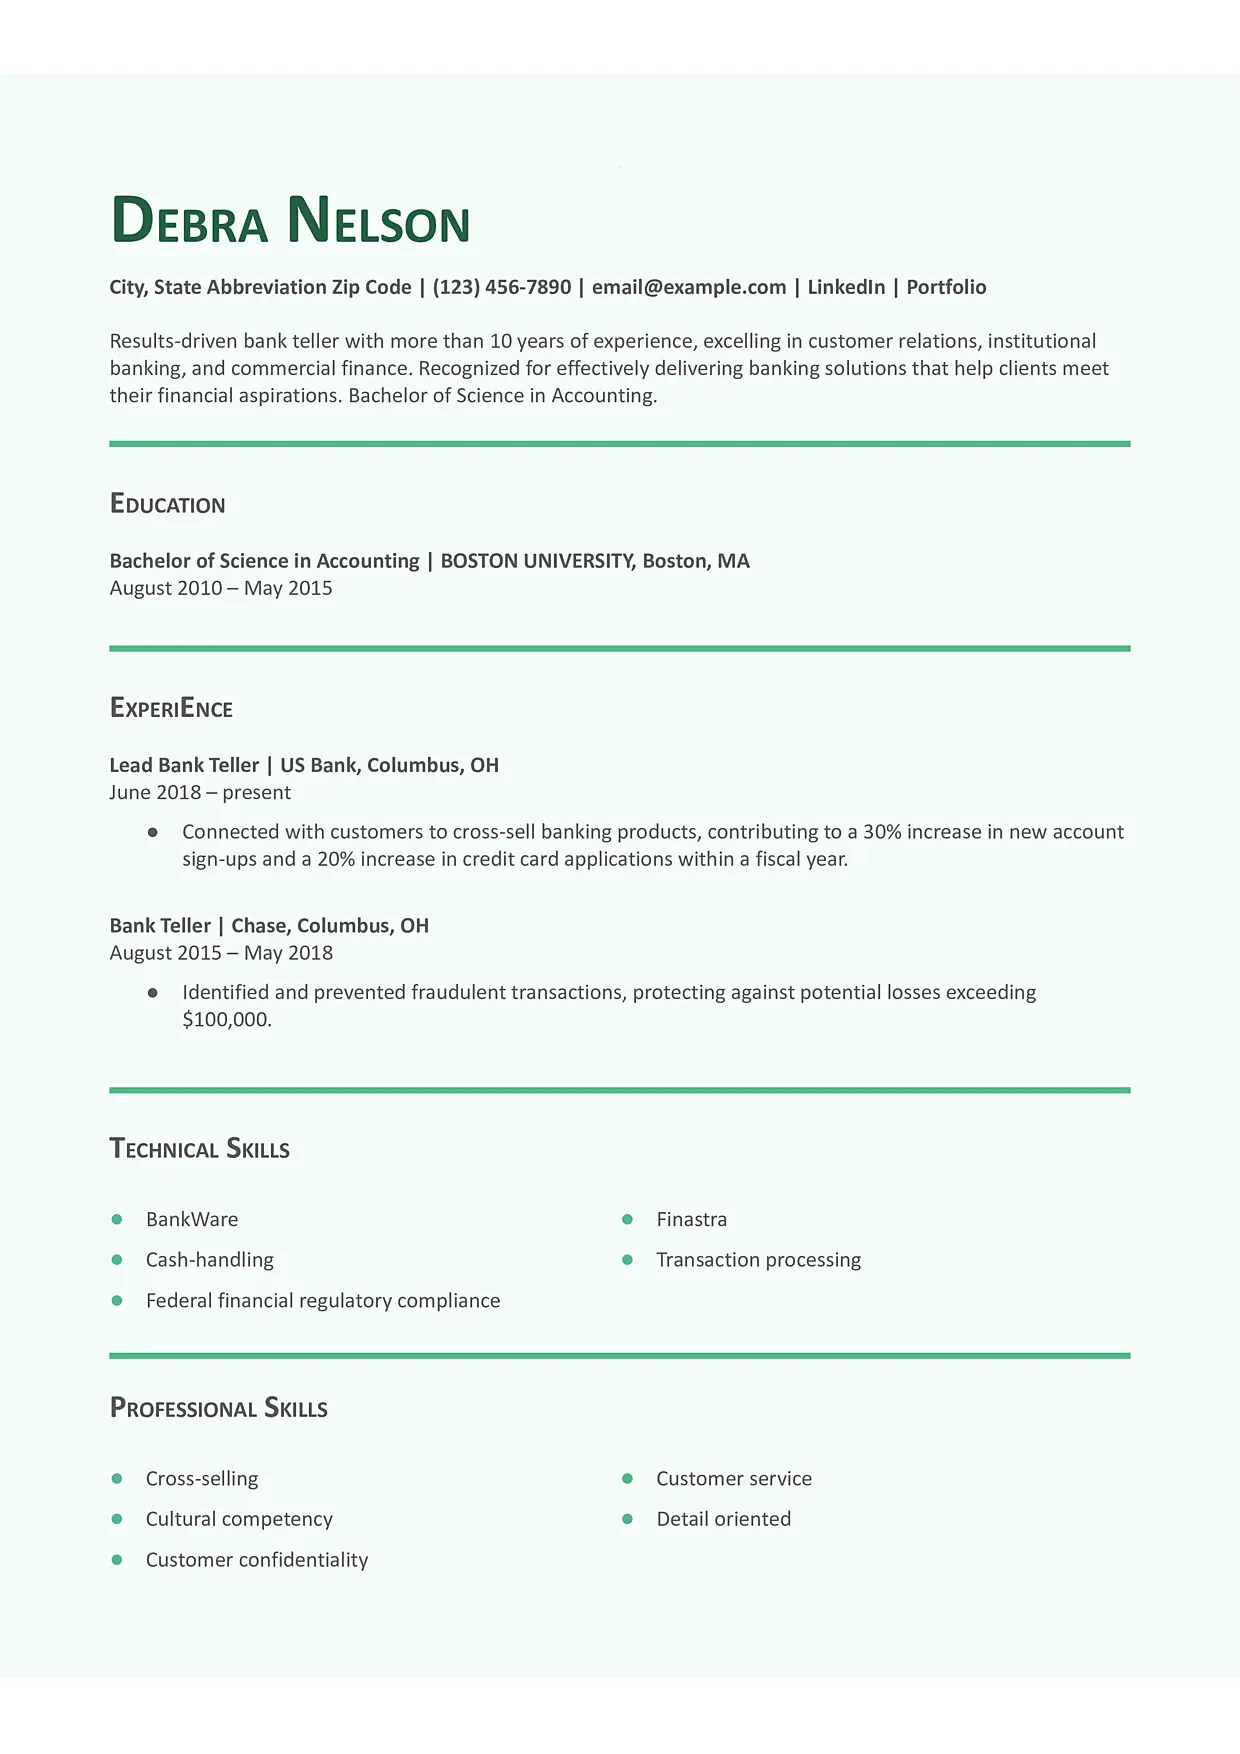 DEBRA NELSON
City, State Abbreviation Zip Code | (123) 456-7890 | email@example.com | LinkedIn | Portfolio
Results-driven bank teller with more than 10 years of experience, excelling in customer relations, institutional
banking, and commercial finance. Recognized for effectively delivering banking solutions that help clients meet
their financial aspirations. Bachelor of Science in Accounting.
EDUCATION
Bachelor of Science in Accounting | BOSTON UNIVERSITY, Boston, MA
August 2010 – May 2015
EXPERIENCE
Lead Bank Teller | US Bank, Columbus, OH
June 2018 – present
● Connected with customers to cross-sell banking products, contributing to a 30% increase in new account
sign-ups and a 20% increase in credit card applications within a fiscal year.
Bank Teller | Chase, Columbus, OH
August 2015 – May 2018
● Identified and prevented fraudulent transactions, protecting against potential losses exceeding
$100,000.
TECHNICAL SKILLS
● BankWare
● Cash-handling
● Federal financial regulatory compliance
● Finastra
● Transaction processing
PROFESSIONAL SKILLS
● Cross-selling
● Cultural competency
● Customer confidentiality
● Customer service
● Detail oriented